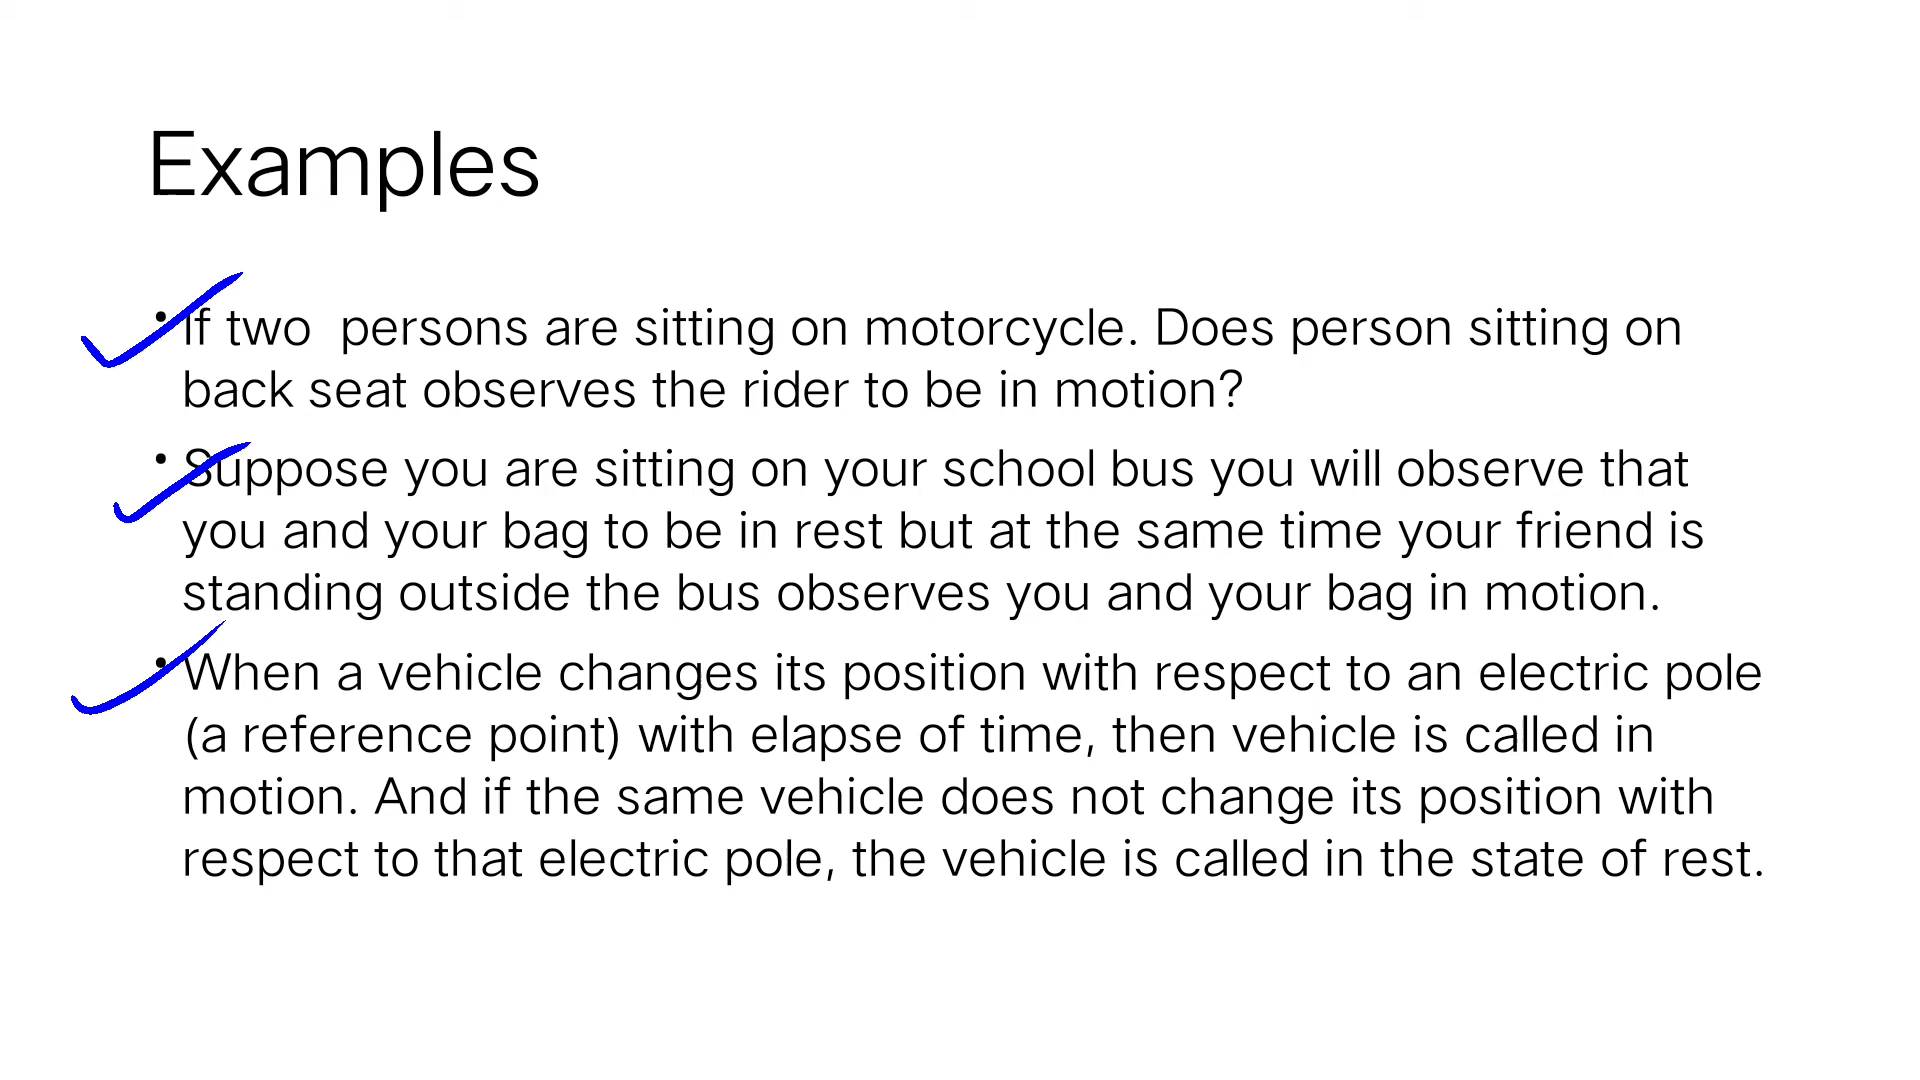 Examples
• If two  persons are sitting on motorcycle. Does person sitting on
back seat observes the rider to be in motion?
• Suppose you are sitting on your school bus you will observe that
you and your bag to be in rest but at the same time your friend is
standing outside the bus observes you and your bag in motion.
• When a vehicle changes its position with respect to an electric pole
(a reference point) with elapse of time, then vehicle is called in
motion. And if the same vehicle does not change its position with
respect to that electric pole, the vehicle is called in the state of rest.